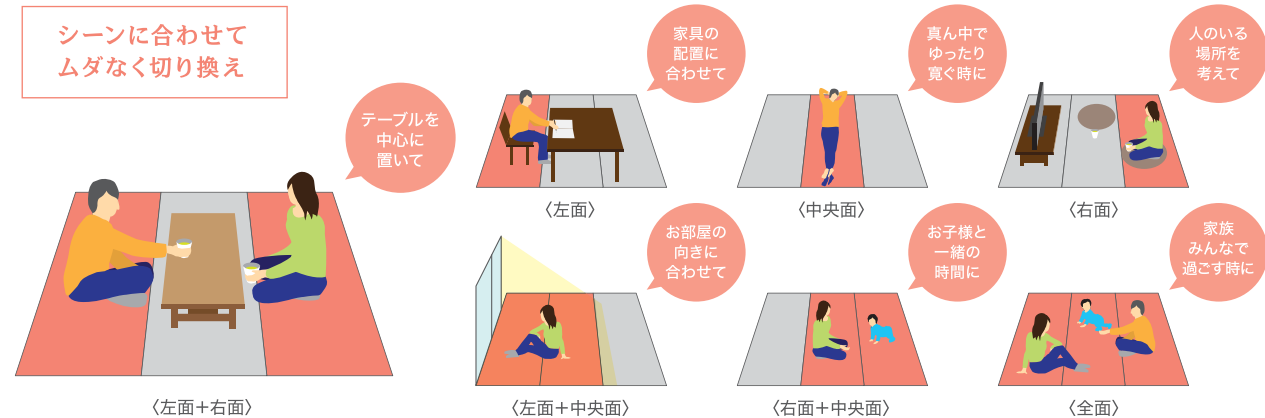 シーンに合わせて
ムダなく切り換え
テーブルを
中心に
置いて
〈左面+右面〉
家具の
配置に
合わせて
〈左面〉
真ん中で
ゆったり
寛ぐ時に
〈中央面〉
人のいる
場所を
考えて
〈右面〉
お部屋の
向きに
合わせて
〈左面+中央面〉
お子様と
一緒の
時間に
〈右面+中央面〉
家族
みんなで
過ごす時に
〈全面〉